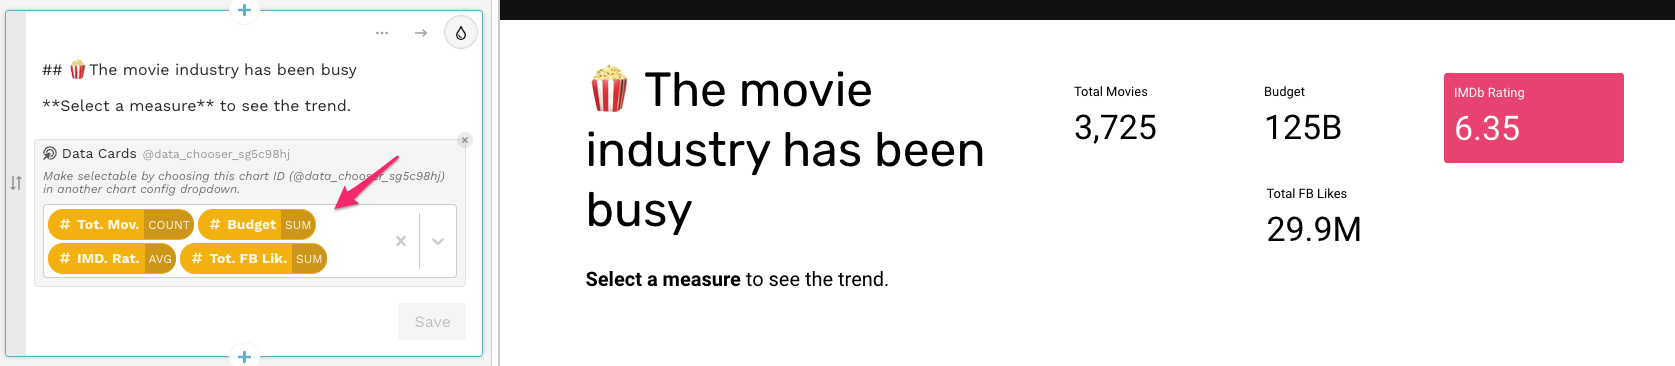 ## 🍿The movie industry has been busy
**Select a measure** to see the trend.
Data Cards @data_chooser_sg5c98hj
Make selectable by choosing this chart ID (@data_chooser_sg5c98hj)
in another chart config dropdown.
# Tot. Mov. COUNT # Budget SUM
# IMD. Rat. AVG # Tot. FB Lik. SUM
Save
🍿 The movie
industry has been
busy
Select a measure to see the trend.
Total Movies
3,725
Budget
125B
IMDb Rating
6.35
Total FB Likes
29.9M